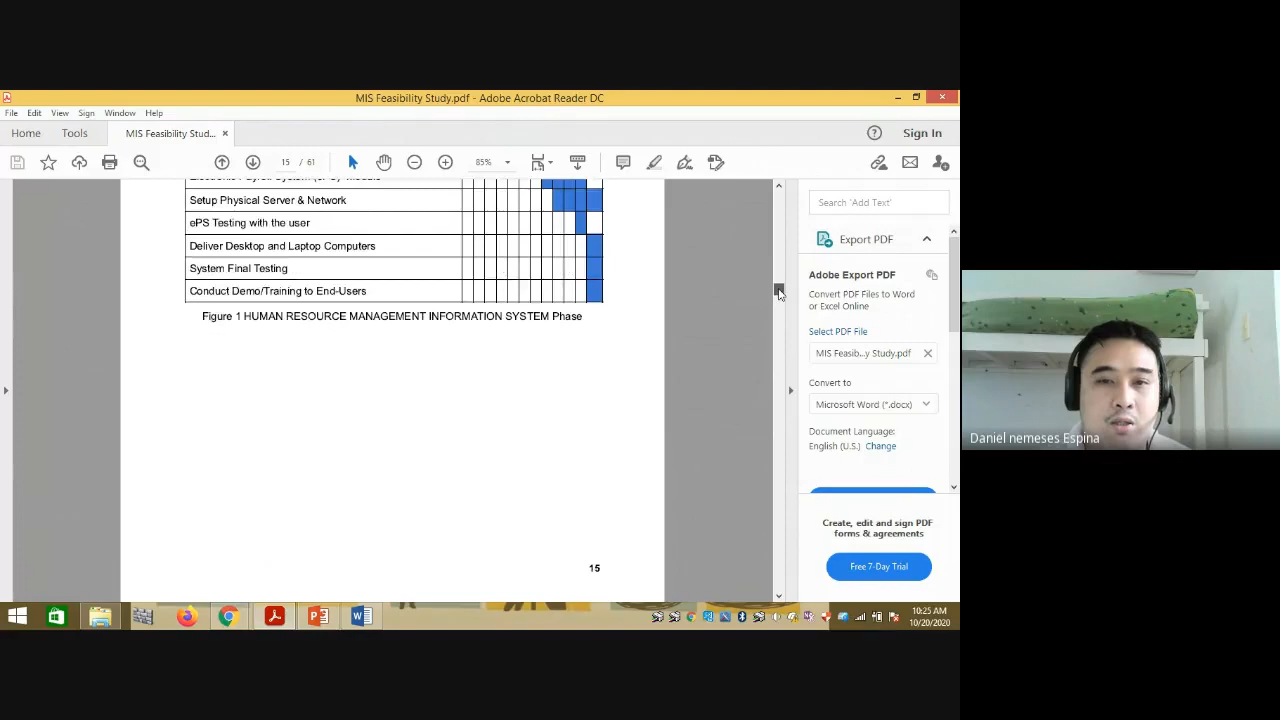 MIS Feasibility Study.pdf - Adobe Acrobat Reader DC
File Edit View Sign Window Help
Home Tools MIS Feasibility Stud... × Sign In
15 / 61 85%
Electronic Payroll System (ePS) Module
Setup Physical Server & Network
ePS Testing with the user
Deliver Desktop and Laptop Computers
System Final Testing
Conduct Demo/Training to End-Users
Figure 1 HUMAN RESOURCE MANAGEMENT INFORMATION SYSTEM Phase
15
Search 'Add Text'
Export PDF
Adobe Export PDF
Convert PDF Files to Word
or Excel Online
Select PDF File
MIS Feasib...y Study.pdf
Convert to
Microsoft Word (*.docx)
Document Language:
English (U.S.) Change
Create, edit and sign PDF
forms & agreements
Free 7-Day Trial
10:25 AM
10/20/2020
Daniel nemeses Espina